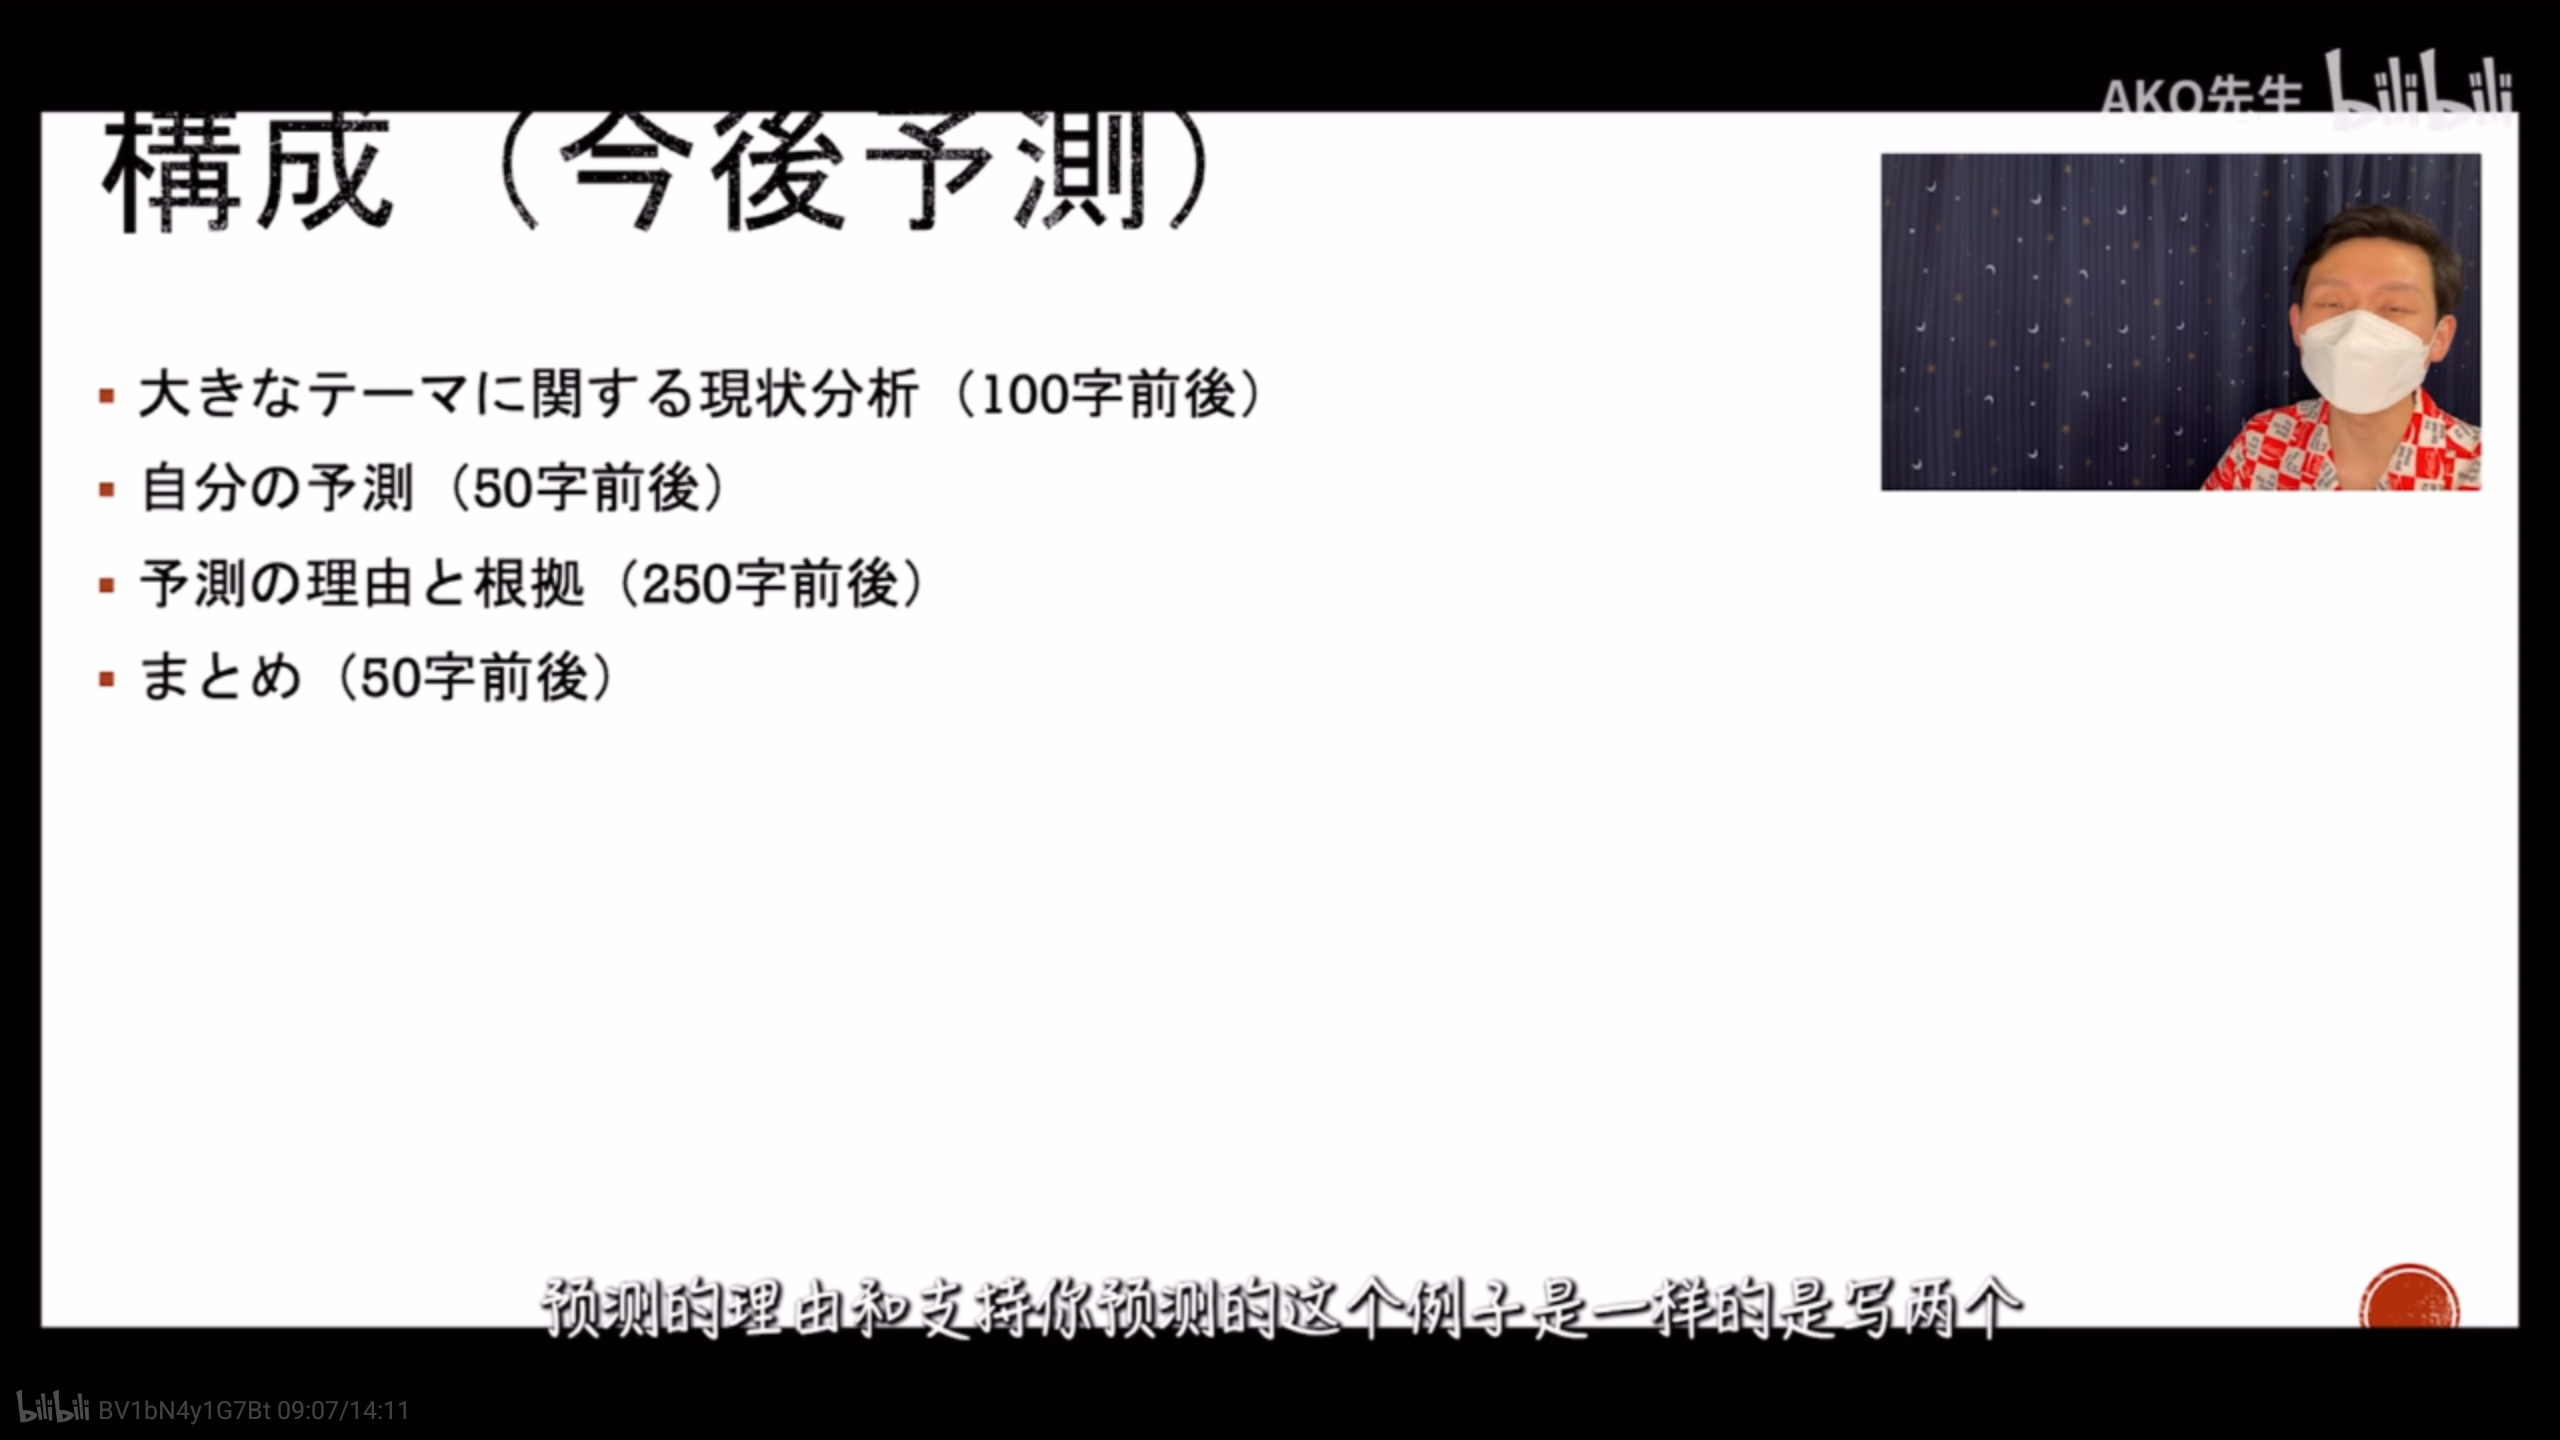 AKO先生 bilibili
構成（今後予測）
▪ 大きなテーマに関する現状分析（100字前後）
▪ 自分の予測（50字前後）
▪ 予測の理由と根拠（250字前後）
▪ まとめ（50字前後）
预测的理由和支持你预测的这个例子是一样的是写两个
bilibili BV1bN4y1G7Bt 09:07/14:11